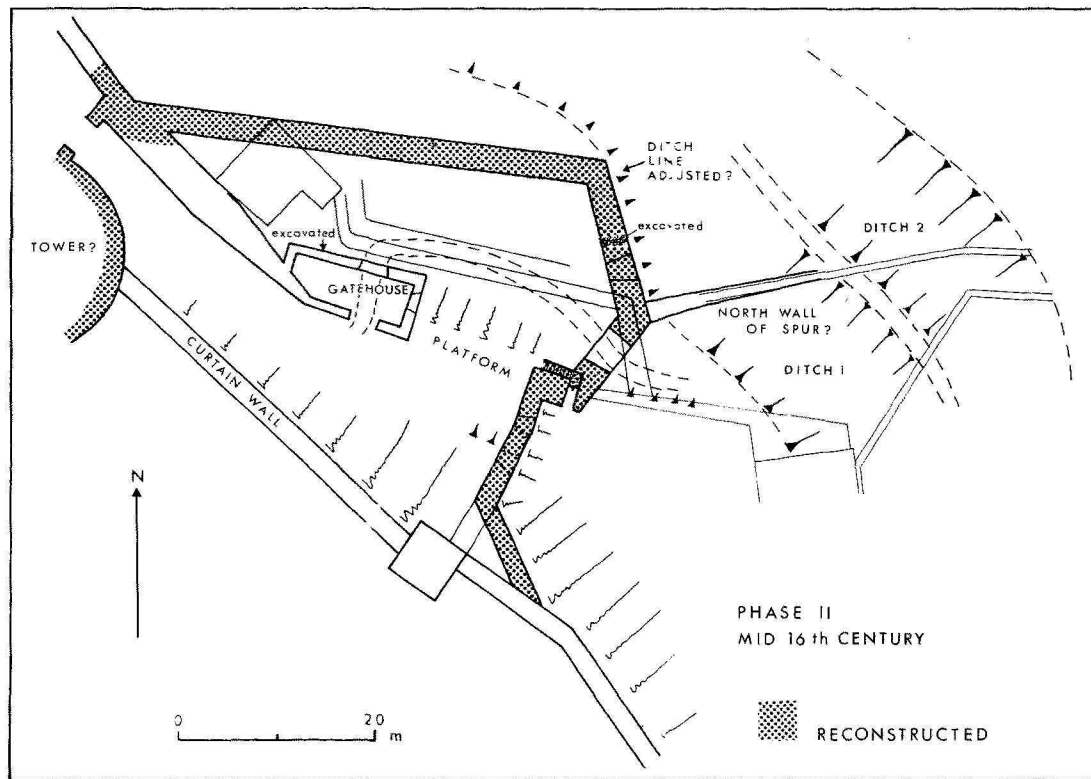 DITCH
LINE
ADJUSTED?
excavated
excavated
TOWER?
GATEHOUSE
DITCH 2
NORTH WALL
OF SPUR?
PLATFORM
DITCH 1
CURTAIN WALL
N
PHASE II
MID 16th CENTURY
0 20
m
RECONSTRUCTED